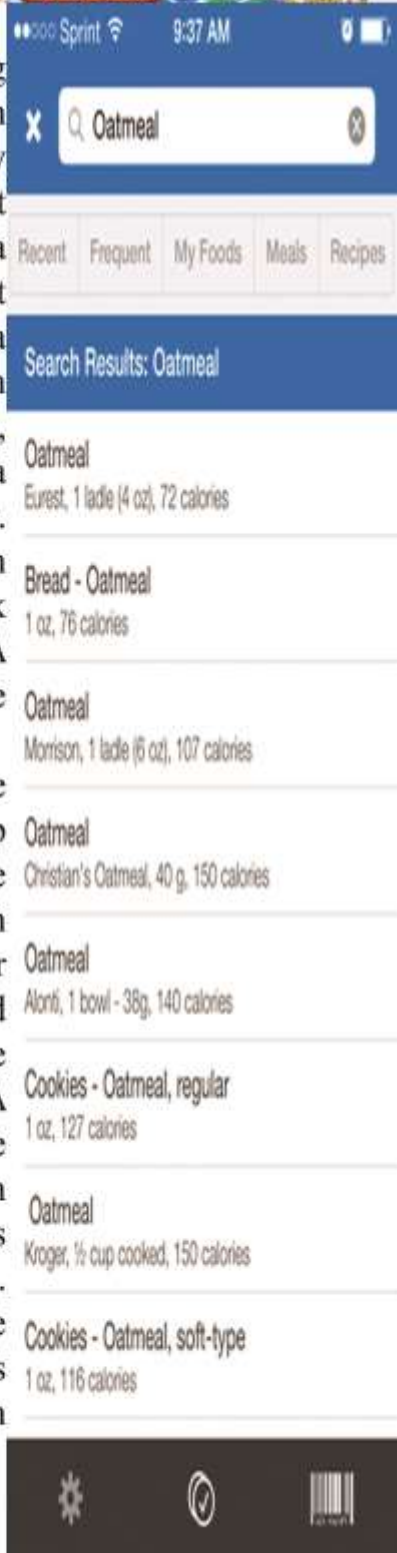 Sprint 9:37 AM
Oatmeal
Recent Frequent My Foods Meals Recipes
Search Results: Oatmeal
Oatmeal
Eurest, 1 ladle (4 oz), 72 calories
Bread - Oatmeal
1 oz, 76 calories
Oatmeal
Morrison, 1 ladle (6 oz), 107 calories
Oatmeal
Christian's Oatmeal, 40 g, 150 calories
Oatmeal
Alonti, 1 bowl - 38g, 140 calories
Cookies - Oatmeal, regular
1 oz, 127 calories
Oatmeal
Kroger, ½ cup cooked, 150 calories
Cookies - Oatmeal, soft-type
1 oz, 116 calories